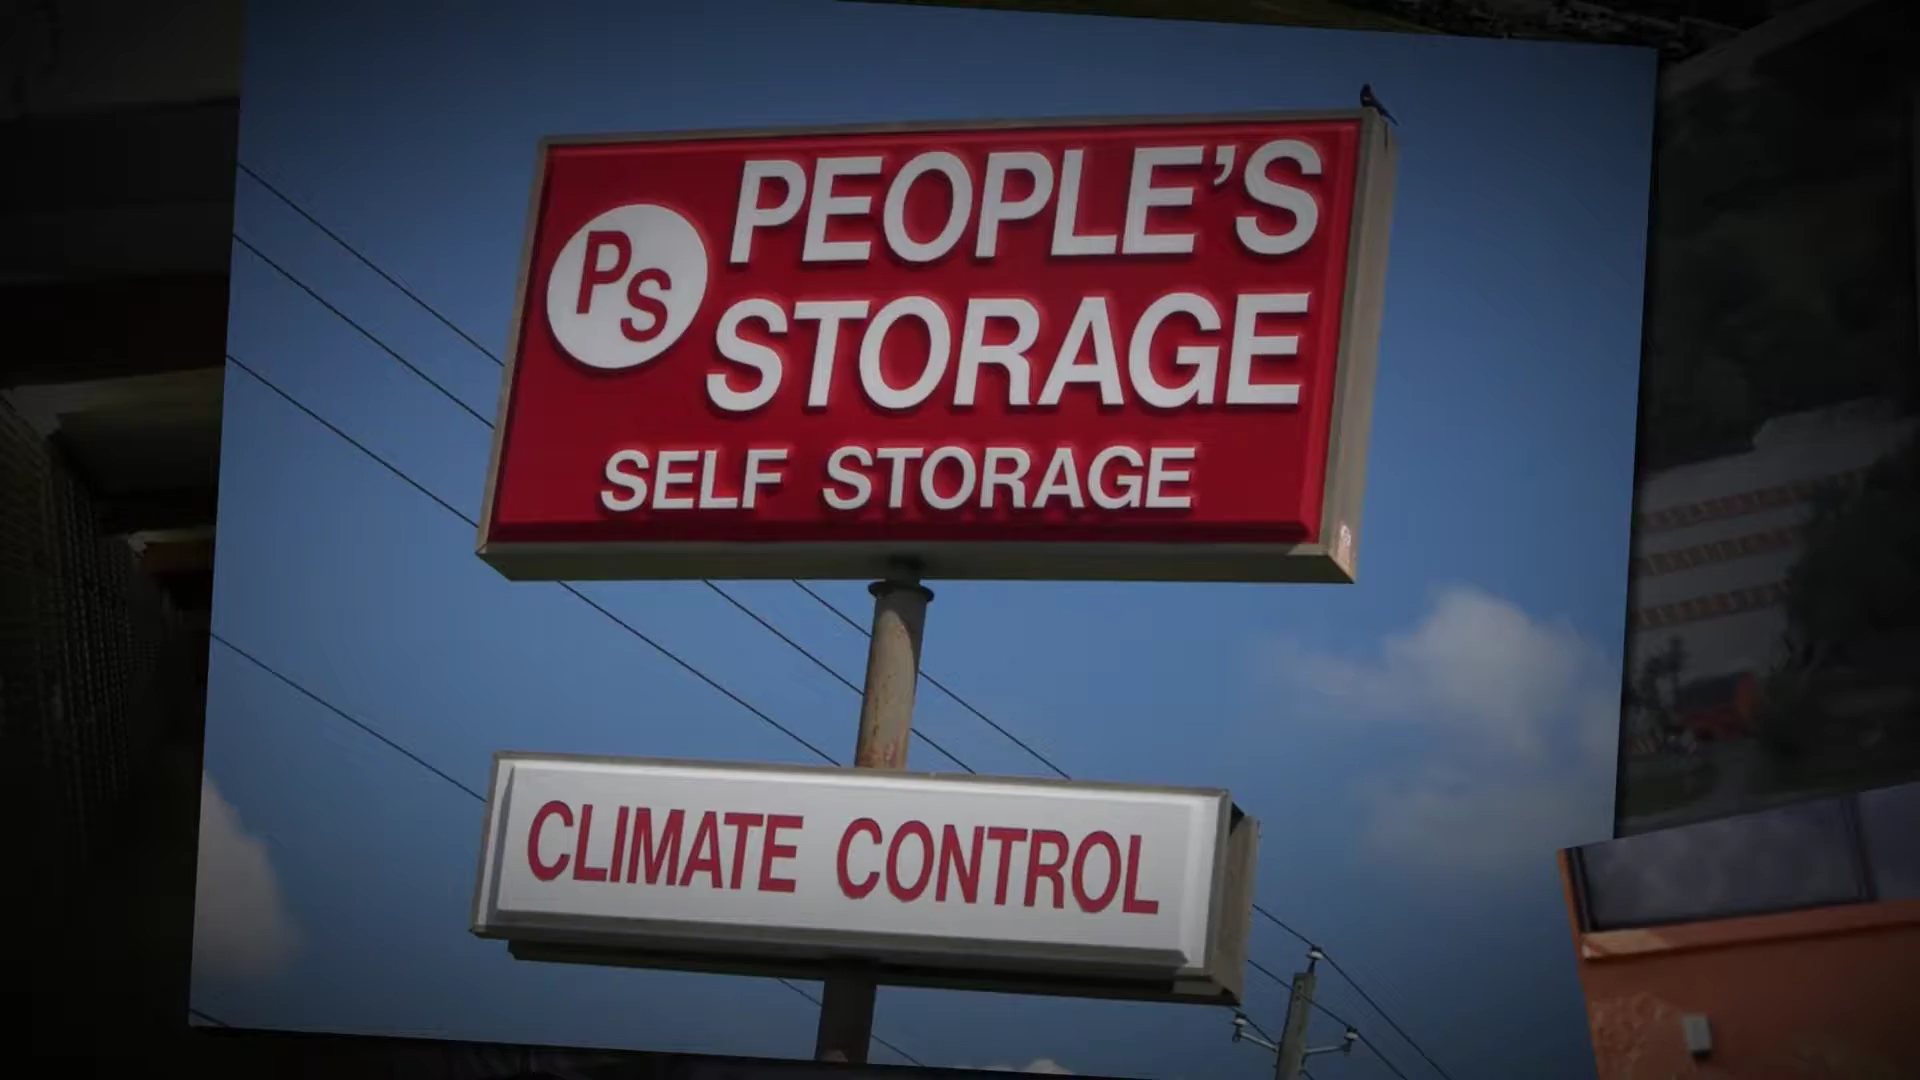 PS
PEOPLE'S
STORAGE
SELF STORAGE
CLIMATE CONTROL